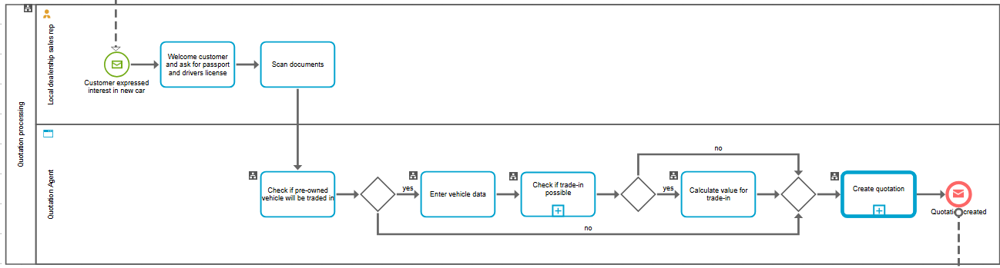 Quotation processing
Local dealership sales rep
Customer expressed
interest in new car
Welcome customer
and ask for passport
and drivers license
Scan documents
Quotation Agent
Check if pre-owned
vehicle will be traded in
yes
no
Enter vehicle data
Check if trade-in
possible
yes
no
Calculate value for
trade-in
Create quotation
Quotation created